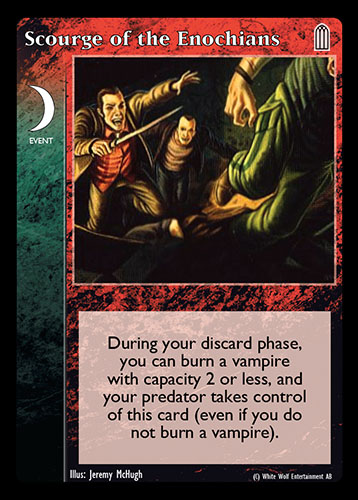 Scourge of the Enochians
EVENT
During your discard phase,
you can burn a vampire
with capacity 2 or less, and
your predator takes control
of this card (even if you do
not burn a vampire).
Illus: Jeremy McHugh
(C) White Wolf Entertainment AB